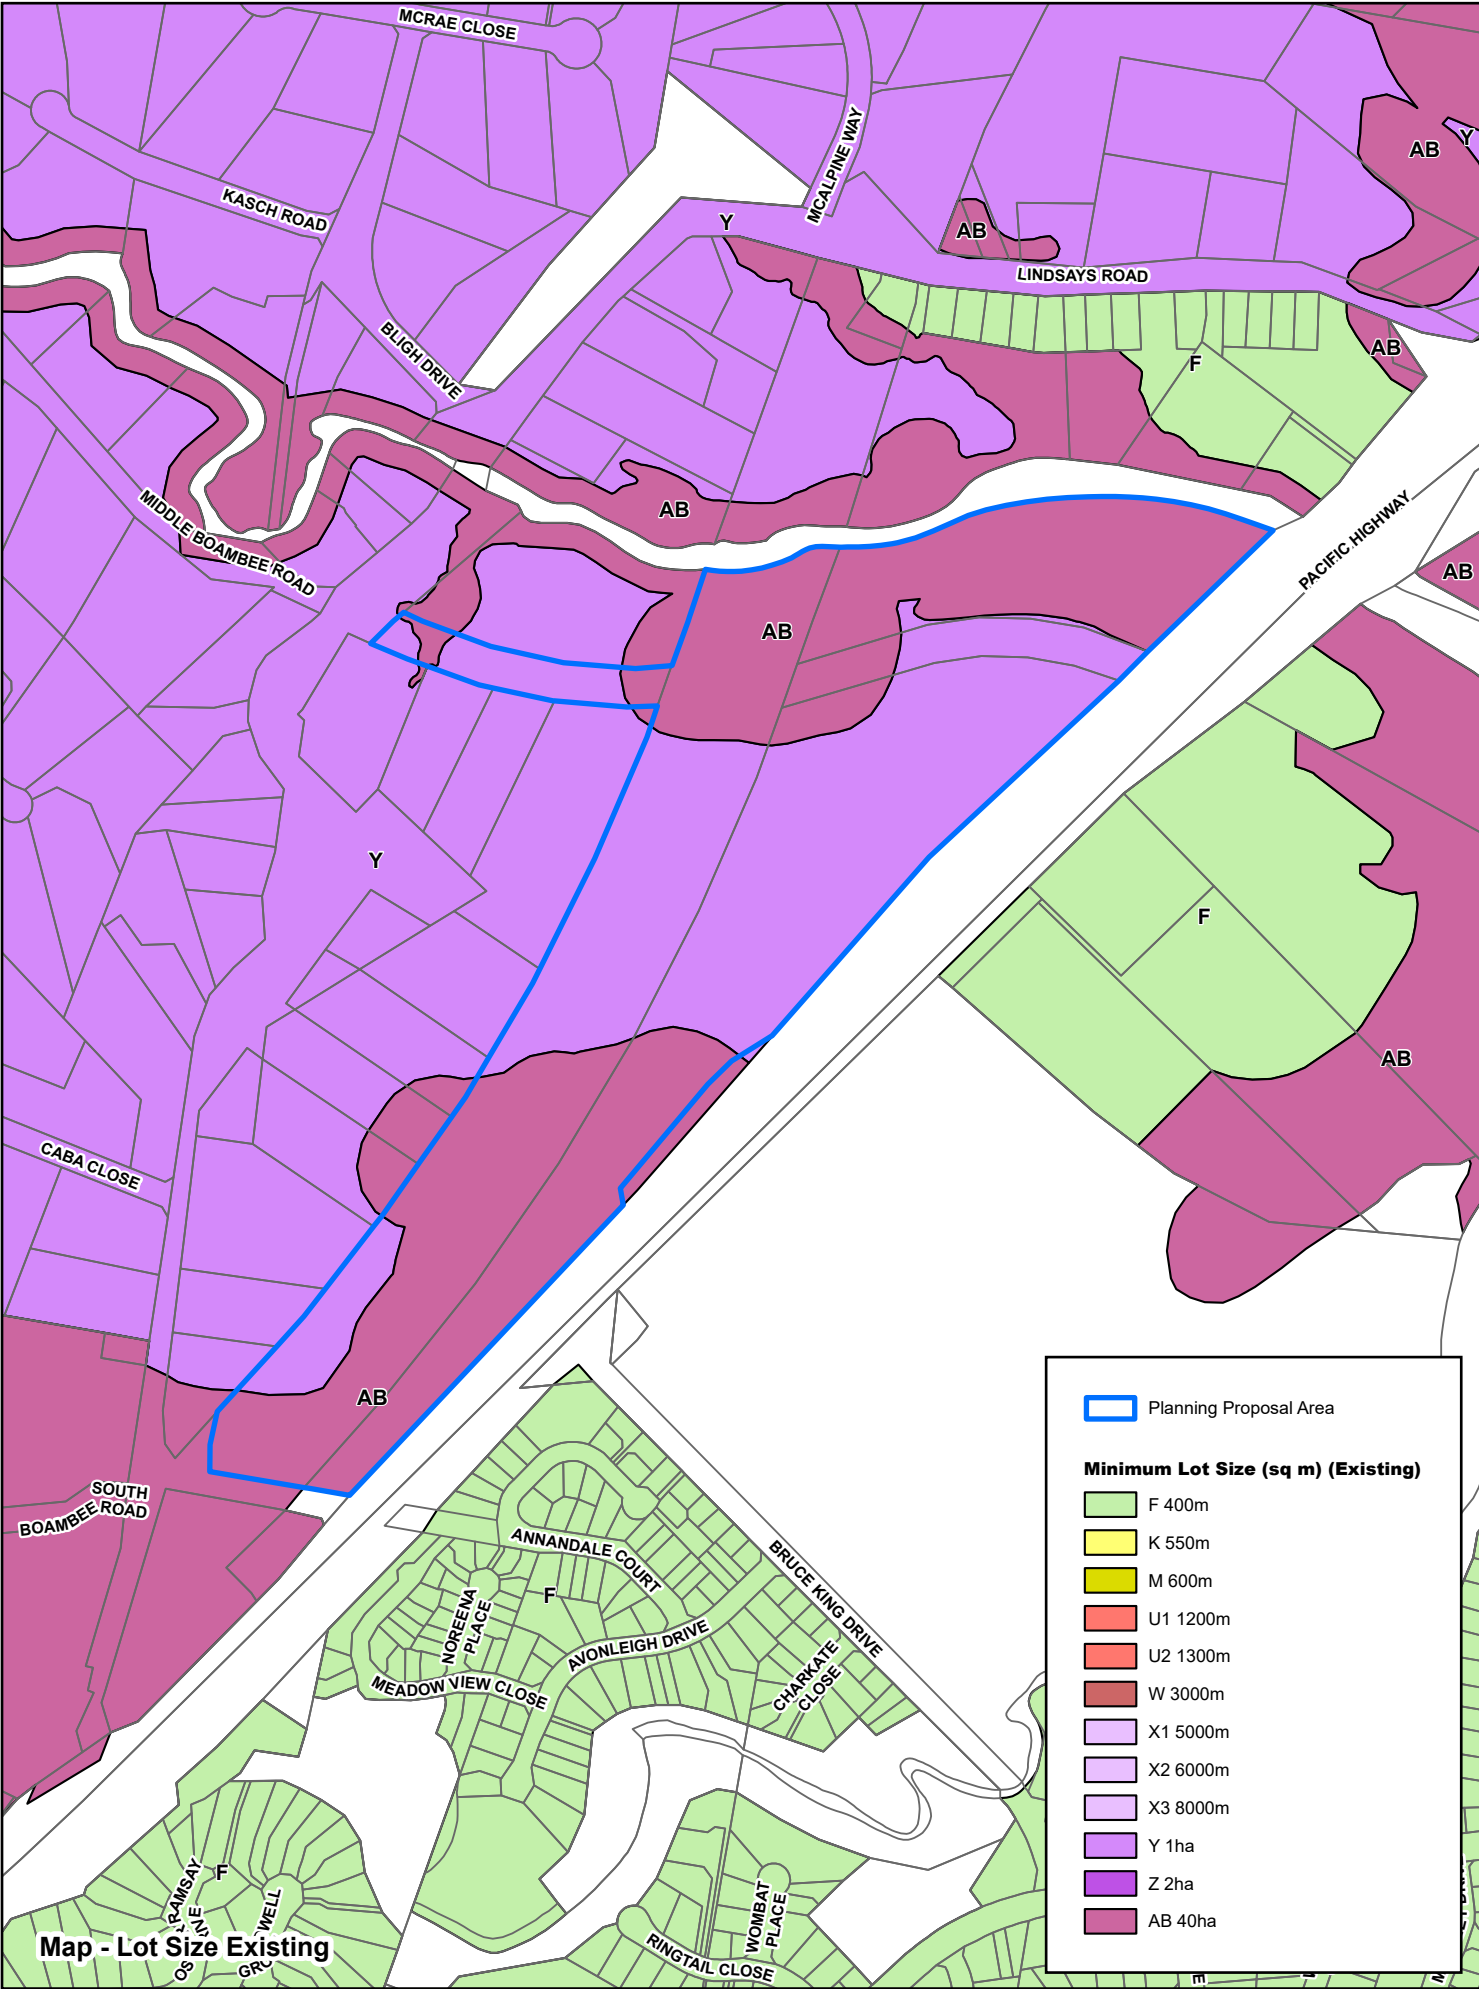 MCRAE CLOSE
KASCH ROAD
MCALPINE WAY
Y
AB
Y
AB
LINDSAYS ROAD
BLIGH DRIVE
F
AB
MIDDLE BOAMBEE ROAD
AB
PACIFIC HIGHWAY
AB
AB
Y
F
AB
CABA CLOSE
AB
SOUTH
BOAMBEE ROAD
ANNANDALE COURT
BRUCE KING DRIVE
NOREENA
PLACE
F
AVONLEIGH DRIVE
MEADOW VIEW CLOSE
CHARKATE
CLOSE
F
RAMSAY
WOMBAT
PLACE
RINGTAIL CLOSE
Map - Lot Size Existing
Planning Proposal Area
Minimum Lot Size (sq m) (Existing)
F 400m
K 550m
M 600m
U1 1200m
U2 1300m
W 3000m
X1 5000m
X2 6000m
X3 8000m
Y 1ha
Z 2ha
AB 40ha